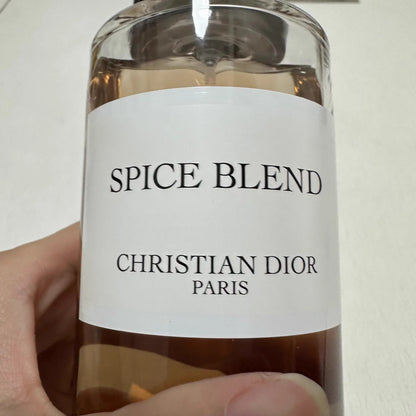 SPICE BLEND
CHRISTIAN DIOR
PARIS